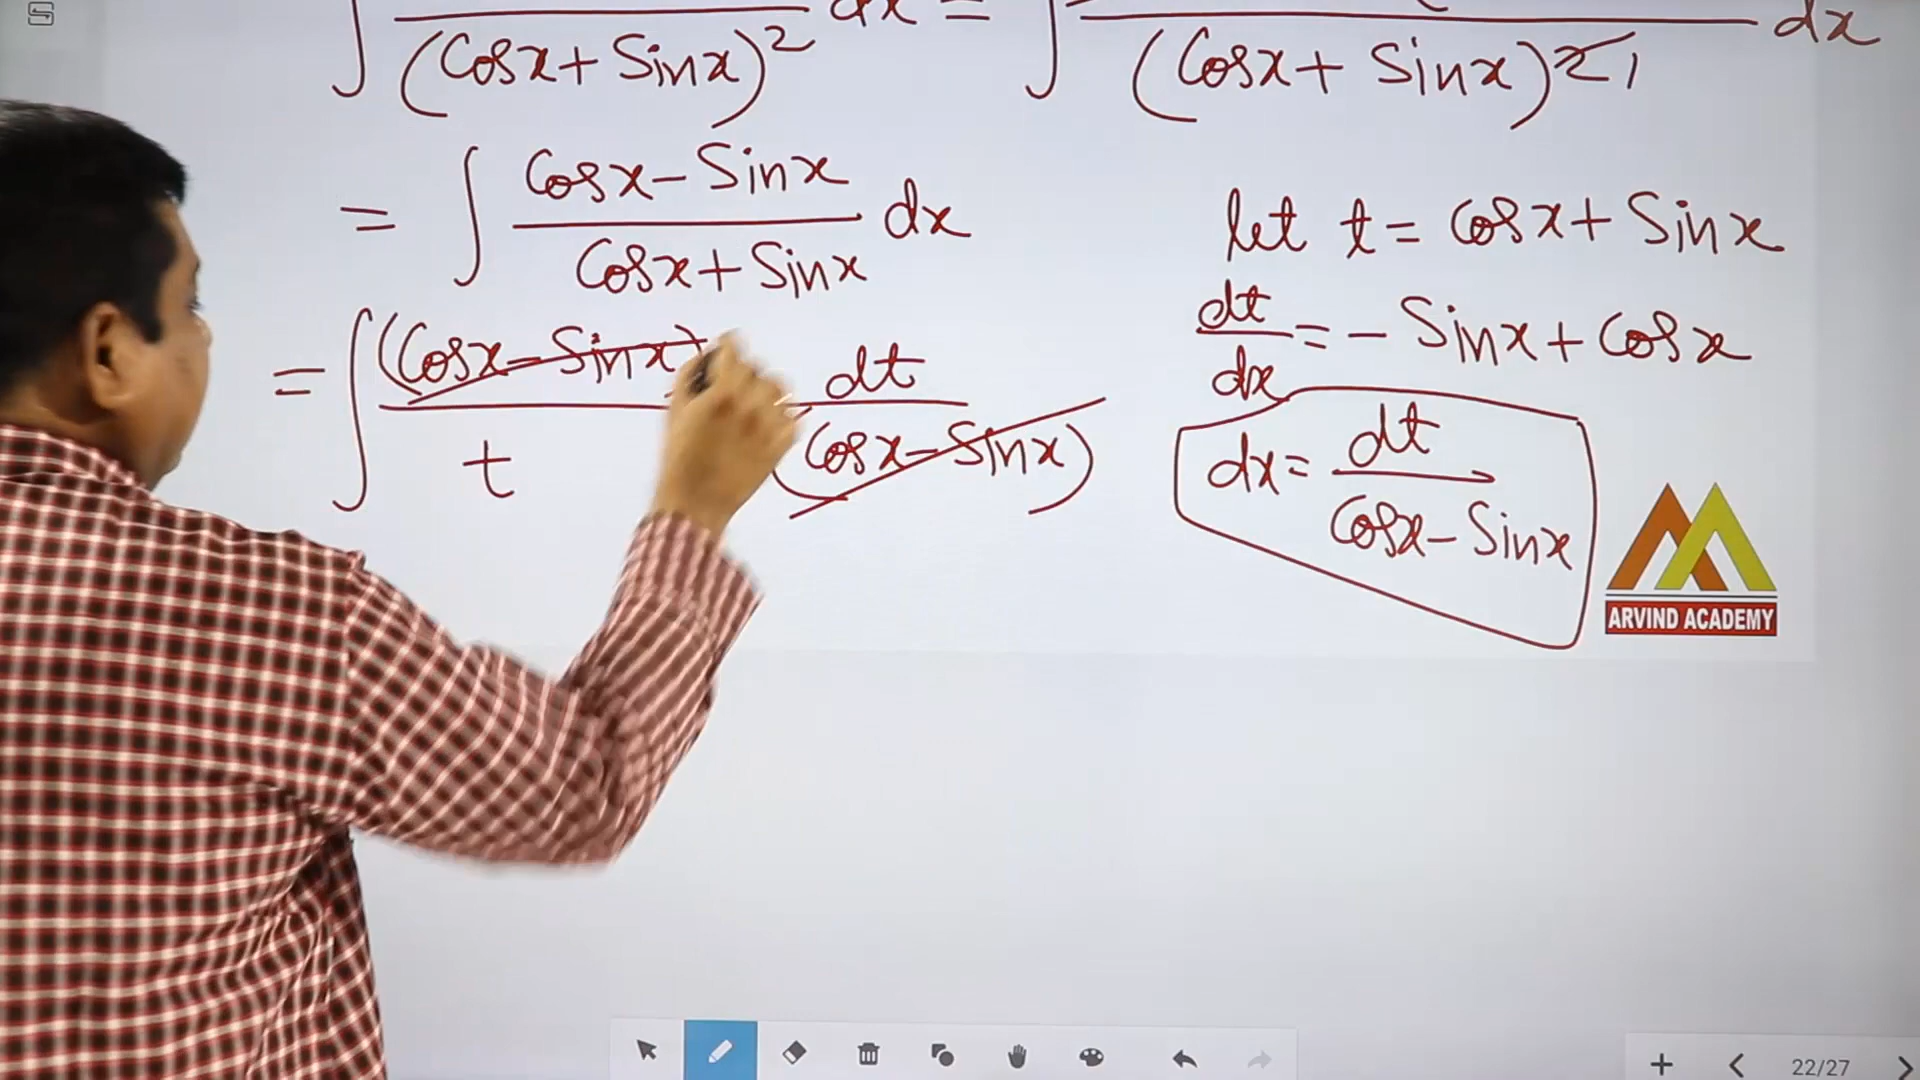 ∫ ——— dx = ∫ ——— dx
(Cosx + Sinx)² (Cosx + Sinx)2 1
= ∫ Cosx - Sinx / Cosx + Sinx dx
let t = Cosx + Sinx
= ∫ (Cosx - Sinx) / t dt / (Cosx - Sinx)
dt/dx = - Sinx + Cosx
dx = dt / Cosx - Sinx
ARVIND ACADEMY
22/27